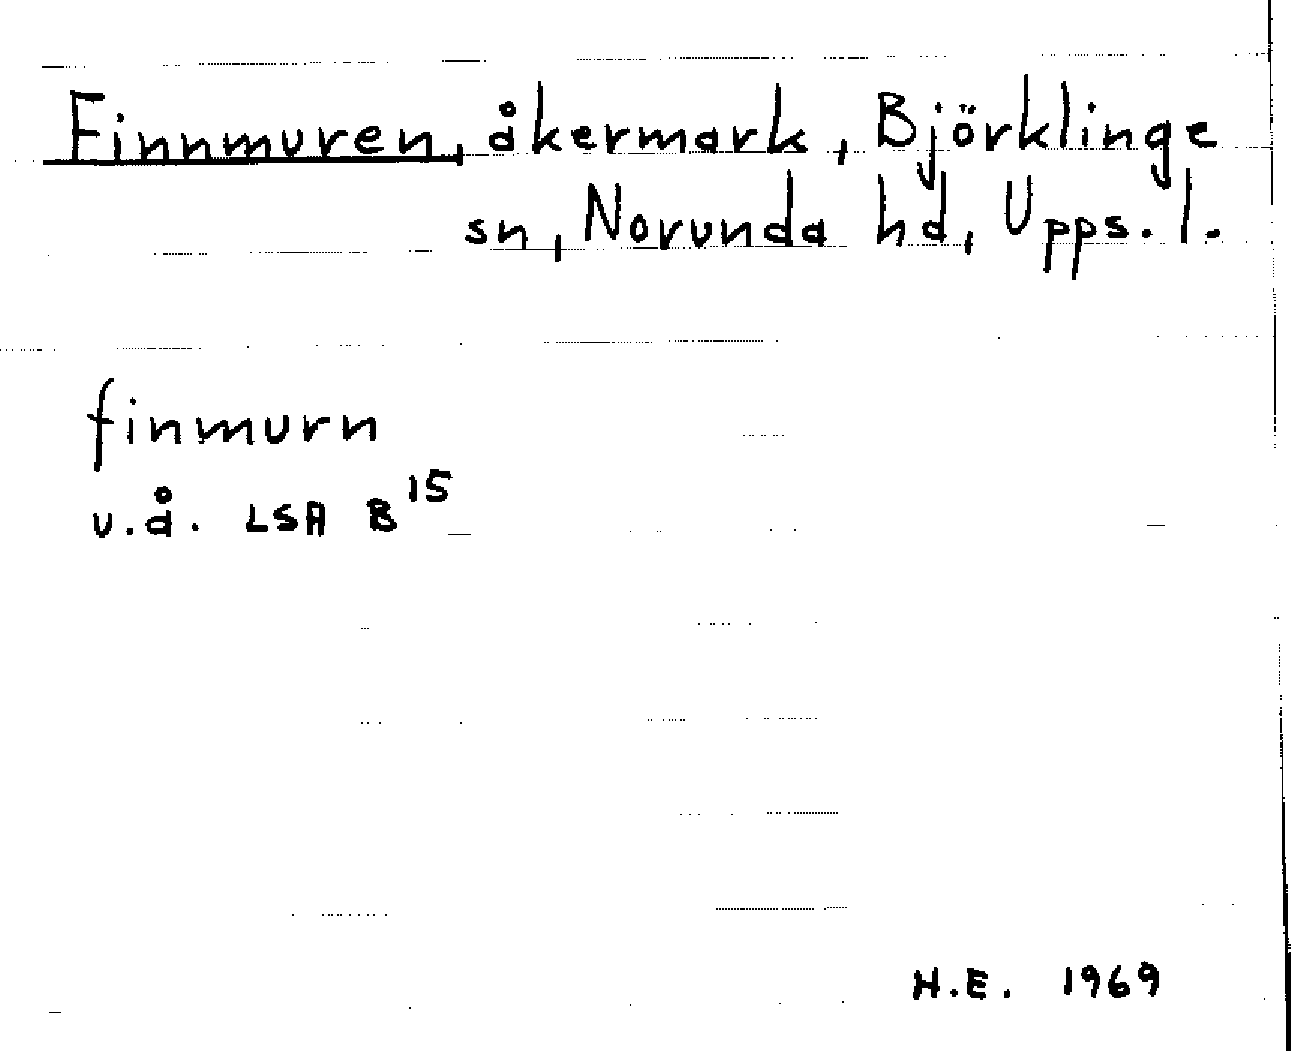 Finnmuren, åkermark, Björklinge
sn, Norunda hd, Upps. l.
finmurn
u.å. LSA B 15
H.E. 1969